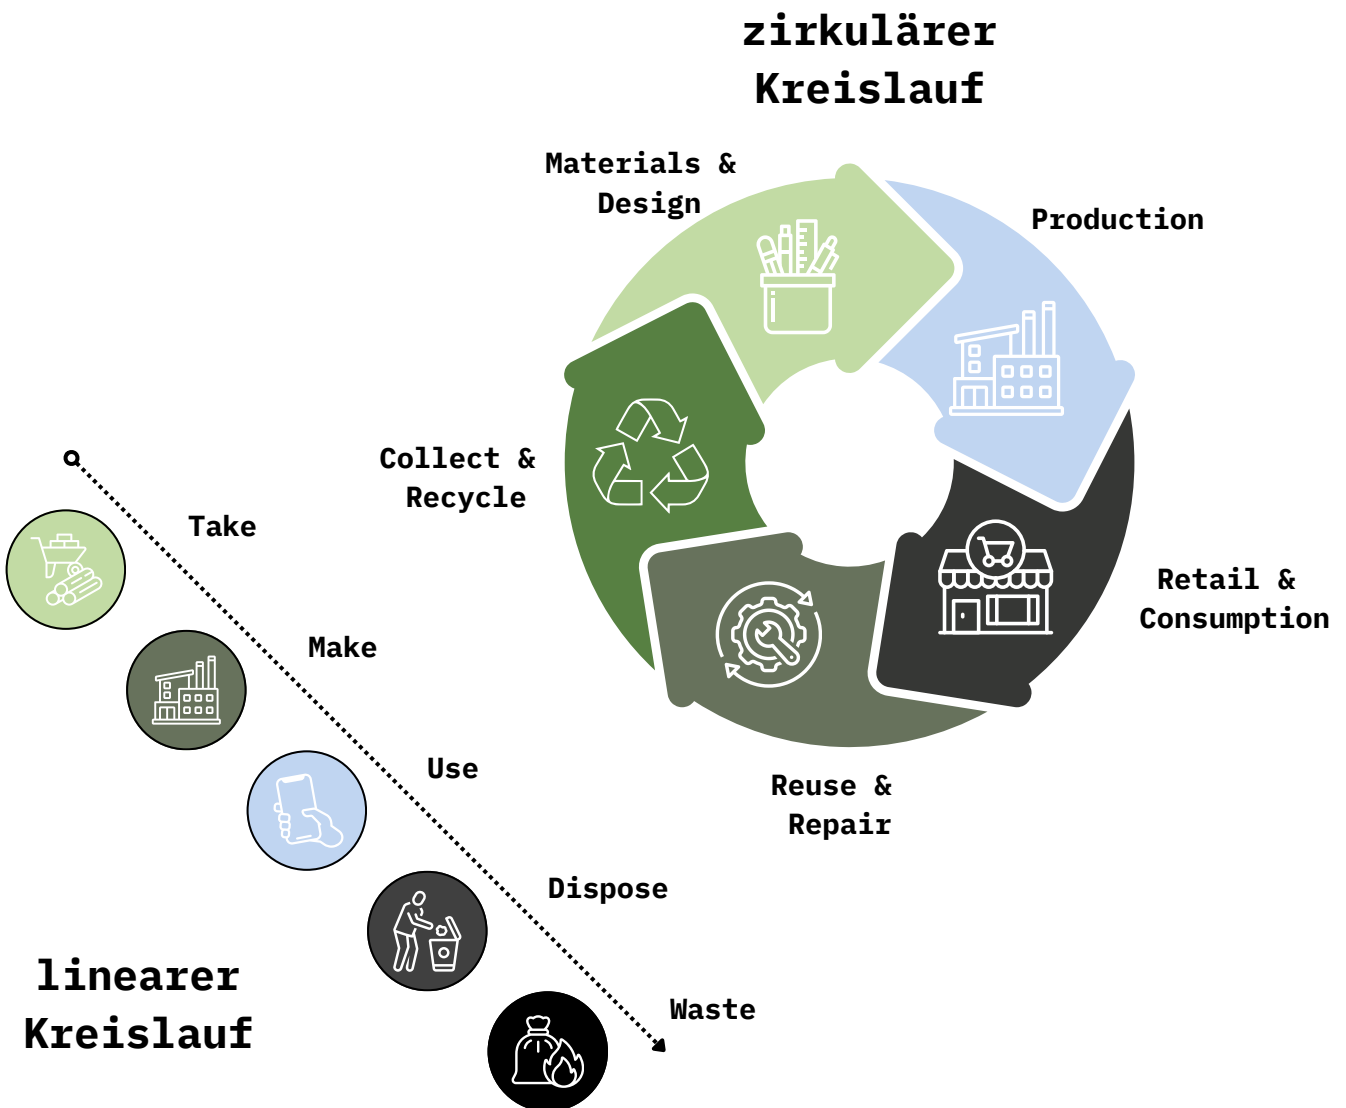 zirkulärer
Kreislauf
Materials &
Design
Production
Collect &
Recycle
Retail &
Consumption
Reuse &
Repair
Take
Make
Use
Dispose
Waste
linearer
Kreislauf